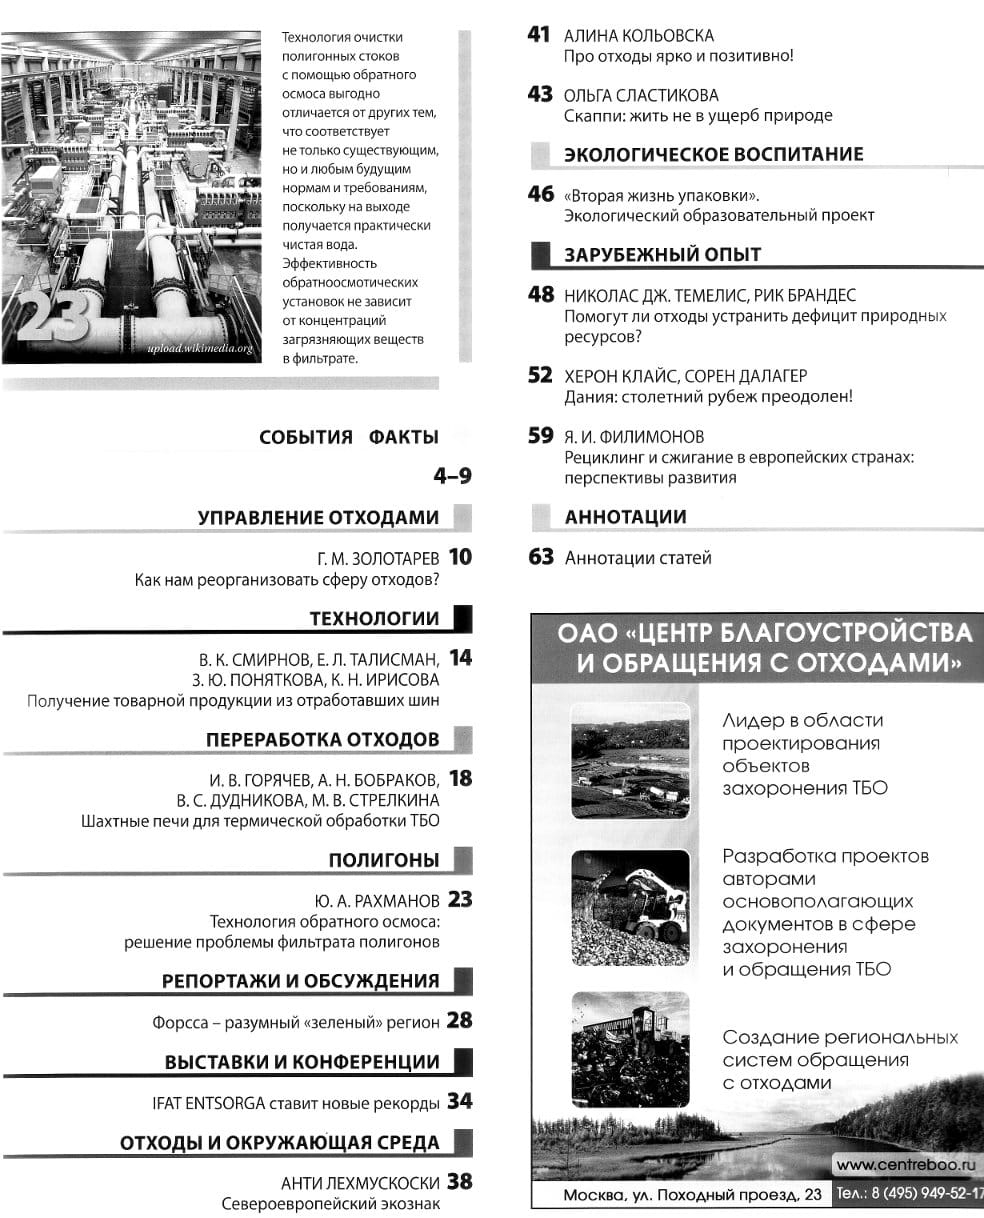 Технология очистки
полигонных стоков
с помощью обратного
осмоса выгодно
отличается от других тем,
что соответствует
не только существующим,
но и любым будущим
нормам и требованиям,
поскольку на выходе
получается практически
чистая вода.
Эффективность
обратноосмотических
установок не зависит
от концентраций
загрязняющих веществ
в фильтрате.
23
upload.wikimedia.org
СОБЫТИЯ ФАКТЫ
4–9
УПРАВЛЕНИЕ ОТХОДАМИ
Г. М. ЗОЛОТАРЕВ 10
Как нам реорганизовать сферу отходов?
ТЕХНОЛОГИИ
В. К. СМИРНОВ, Е. Л. ТАЛИСМАН, 14
З. Ю. ПОНЯТКОВА, К. Н. ИРИСОВА
Получение товарной продукции из отработавших шин
ПЕРЕРАБОТКА ОТХОДОВ
И. В. ГОРЯЧЕВ, А. Н. БОБРАКОВ, 18
В. С. ДУДНИКОВА, М. В. СТРЕЛКИНА
Шахтные печи для термической обработки ТБО
ПОЛИГОНЫ
Ю. А. РАХМАНОВ 23
Технология обратного осмоса:
решение проблемы фильтрата полигонов
РЕПОРТАЖИ И ОБСУЖДЕНИЯ
Форсса – разумный «зеленый» регион 28
ВЫСТАВКИ И КОНФЕРЕНЦИИ
IFAT ENTSORGA ставит новые рекорды 34
ОТХОДЫ И ОКРУЖАЮЩАЯ СРЕДА
АНТИ ЛЕХМУСКОСКИ 38
Североевропейский экознак
41 АЛИНА КОЛЬОВСКА
Про отходы ярко и позитивно!
43 ОЛЬГА СЛАСТИКОВА
Скаппи: жить не в ущерб природе
ЭКОЛОГИЧЕСКОЕ ВОСПИТАНИЕ
46 «Вторая жизнь упаковки».
Экологический образовательный проект
ЗАРУБЕЖНЫЙ ОПЫТ
48 НИКОЛАС ДЖ. ТЕМЕЛИС, РИК БРАНДЕС
Помогут ли отходы устранить дефицит природных
ресурсов?
52 ХЕРОН КЛАЙС, СОРЕН ДАЛАГЕР
Дания: столетний рубеж преодолен!
59 Я. И. ФИЛИМОНОВ
Рециклинг и сжигание в европейских странах:
перспективы развития
АННОТАЦИИ
63 Аннотации статей
ОАО «ЦЕНТР БЛАГОУСТРОЙСТВА
И ОБРАЩЕНИЯ С ОТХОДАМИ»
Лидер в области
проектирования
объектов
захоронения ТБО
Разработка проектов
авторами
основополагающих
документов в сфере
захоронения
и обращения ТБО
Создание региональных
систем обращения
с отходами
www.centreboo.ru
Москва, ул. Походный проезд, 23 Тел.: 8 (495) 949-52-17